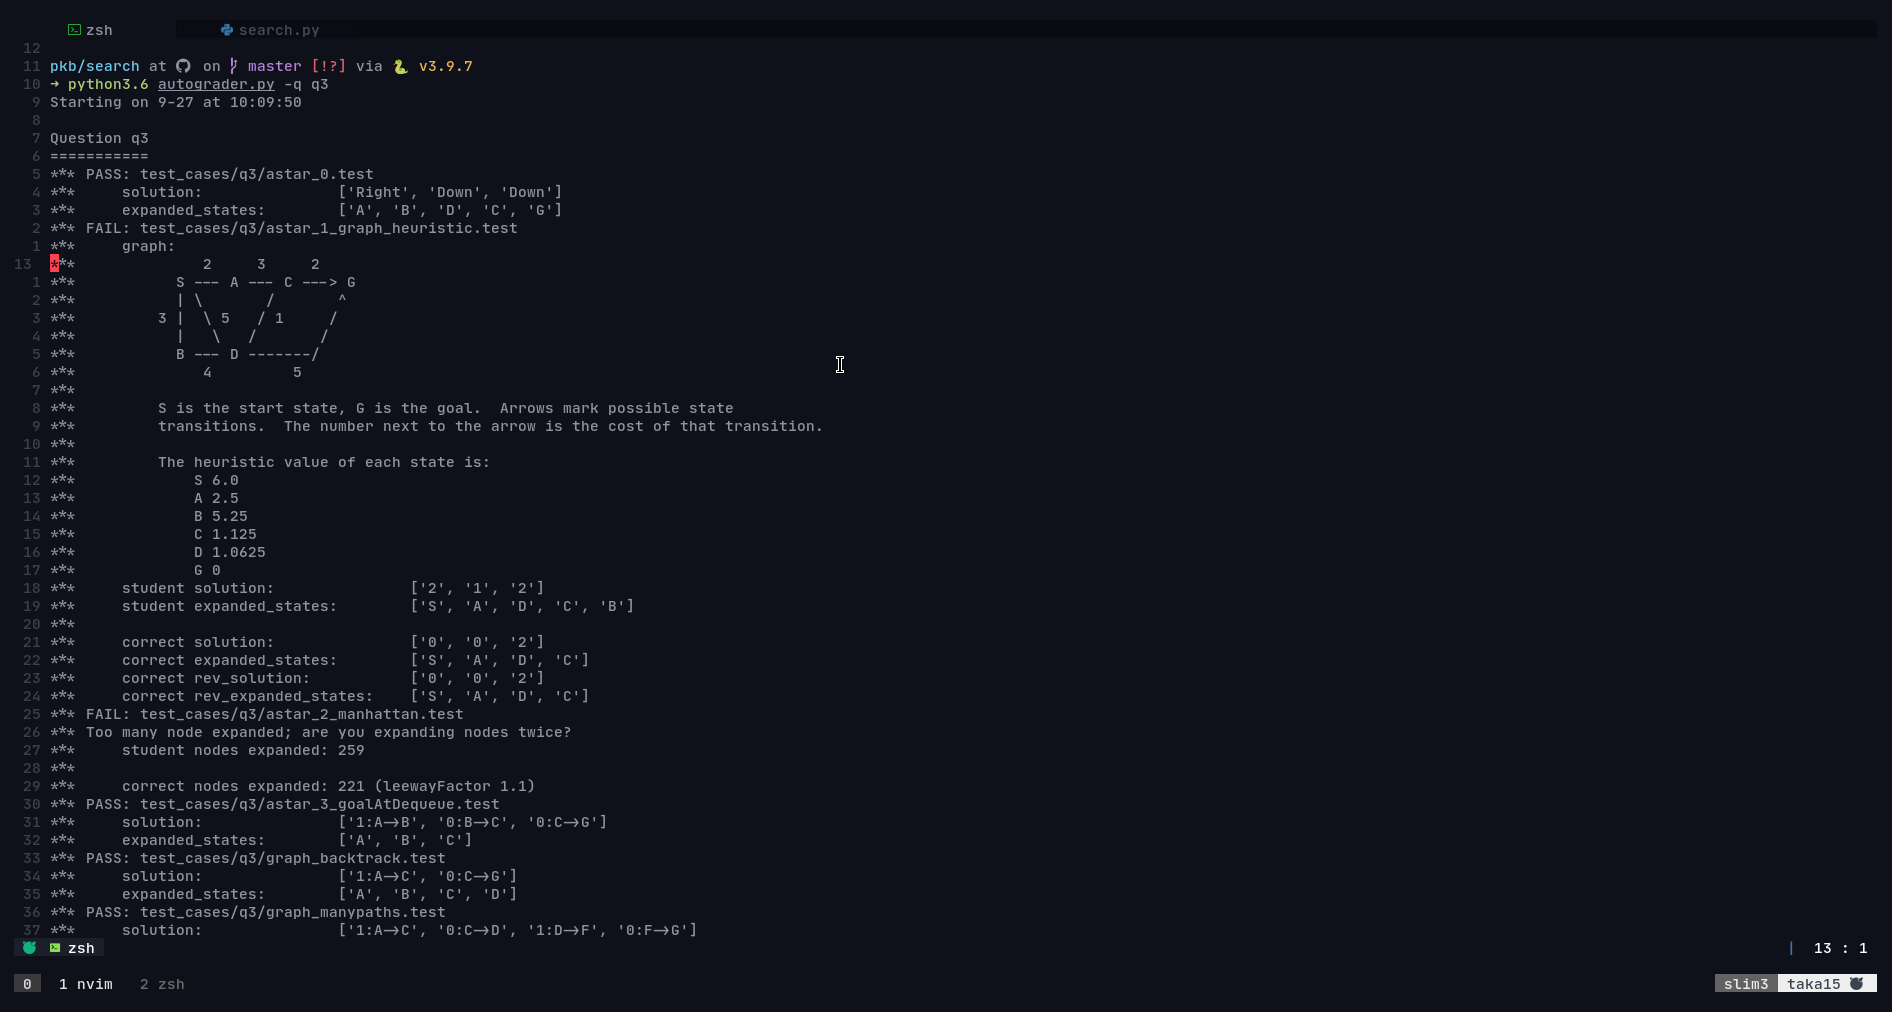 zsh search.py
12
11 pkb/search at on master [!?] via v3.9.7
10 → python3.6 autograder.py -q q3
9 Starting on 9-27 at 10:09:50
8
7 Question q3
6 ===========
5 *** PASS: test_cases/q3/astar_0.test
4 ***     solution:               ['Right', 'Down', 'Down']
3 ***     expanded_states:        ['A', 'B', 'D', 'C', 'G']
2 *** FAIL: test_cases/q3/astar_1_graph_heuristic.test
1 ***     graph:
13 ***              2     3     2
1 ***           S --- A --- C ---> G
2 ***           | \       /       ^
3 ***         3 |  \ 5   / 1     /
4 ***           |   \   /       /
5 ***           B --- D -------/
6 ***              4         5
7 ***
8 ***         S is the start state, G is the goal.  Arrows mark possible state
9 ***         transitions.  The number next to the arrow is the cost of that transition.
10 ***
11 ***         The heuristic value of each state is:
12 ***             S 6.0
13 ***             A 2.5
14 ***             B 5.25
15 ***             C 1.125
16 ***             D 1.0625
17 ***             G 0
18 ***     student solution:               ['2', '1', '2']
19 ***     student expanded_states:        ['S', 'A', 'D', 'C', 'B']
20 ***
21 ***     correct solution:               ['0', '0', '2']
22 ***     correct expanded_states:        ['S', 'A', 'D', 'C']
23 ***     correct rev_solution:           ['0', '0', '2']
24 ***     correct rev_expanded_states:    ['S', 'A', 'D', 'C']
25 *** FAIL: test_cases/q3/astar_2_manhattan.test
26 *** Too many node expanded; are you expanding nodes twice?
27 ***     student nodes expanded: 259
28 ***
29 ***     correct nodes expanded: 221 (leewayFactor 1.1)
30 *** PASS: test_cases/q3/astar_3_goalAtDequeue.test
31 ***     solution:               ['1:A->B', '0:B->C', '0:C->G']
32 ***     expanded_states:        ['A', 'B', 'C']
33 *** PASS: test_cases/q3/graph_backtrack.test
34 ***     solution:               ['1:A->C', '0:C->G']
35 ***     expanded_states:        ['A', 'B', 'C', 'D']
36 *** PASS: test_cases/q3/graph_manypaths.test
37 ***     solution:               ['1:A->C', '0:C->D', '1:D->F', '0:F->G']
zsh | 13 : 1
0 1 nvim 2 zsh slim3 taka15